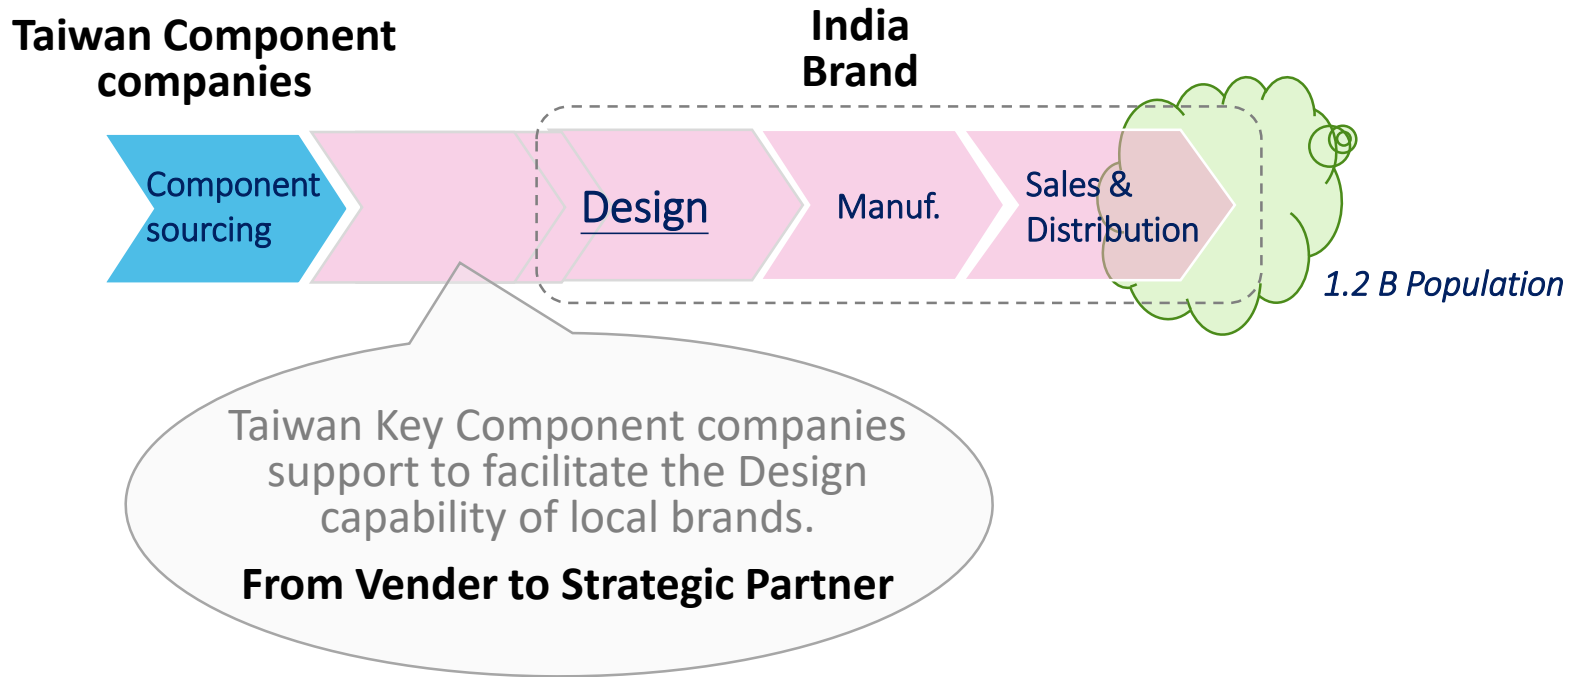 Taiwan Component
companies
India
Brand
Component
sourcing
Design
Manuf.
Sales &
Distribution
1.2 B Population
Taiwan Key Component companies
support to facilitate the Design
capability of local brands.
From Vender to Strategic Partner